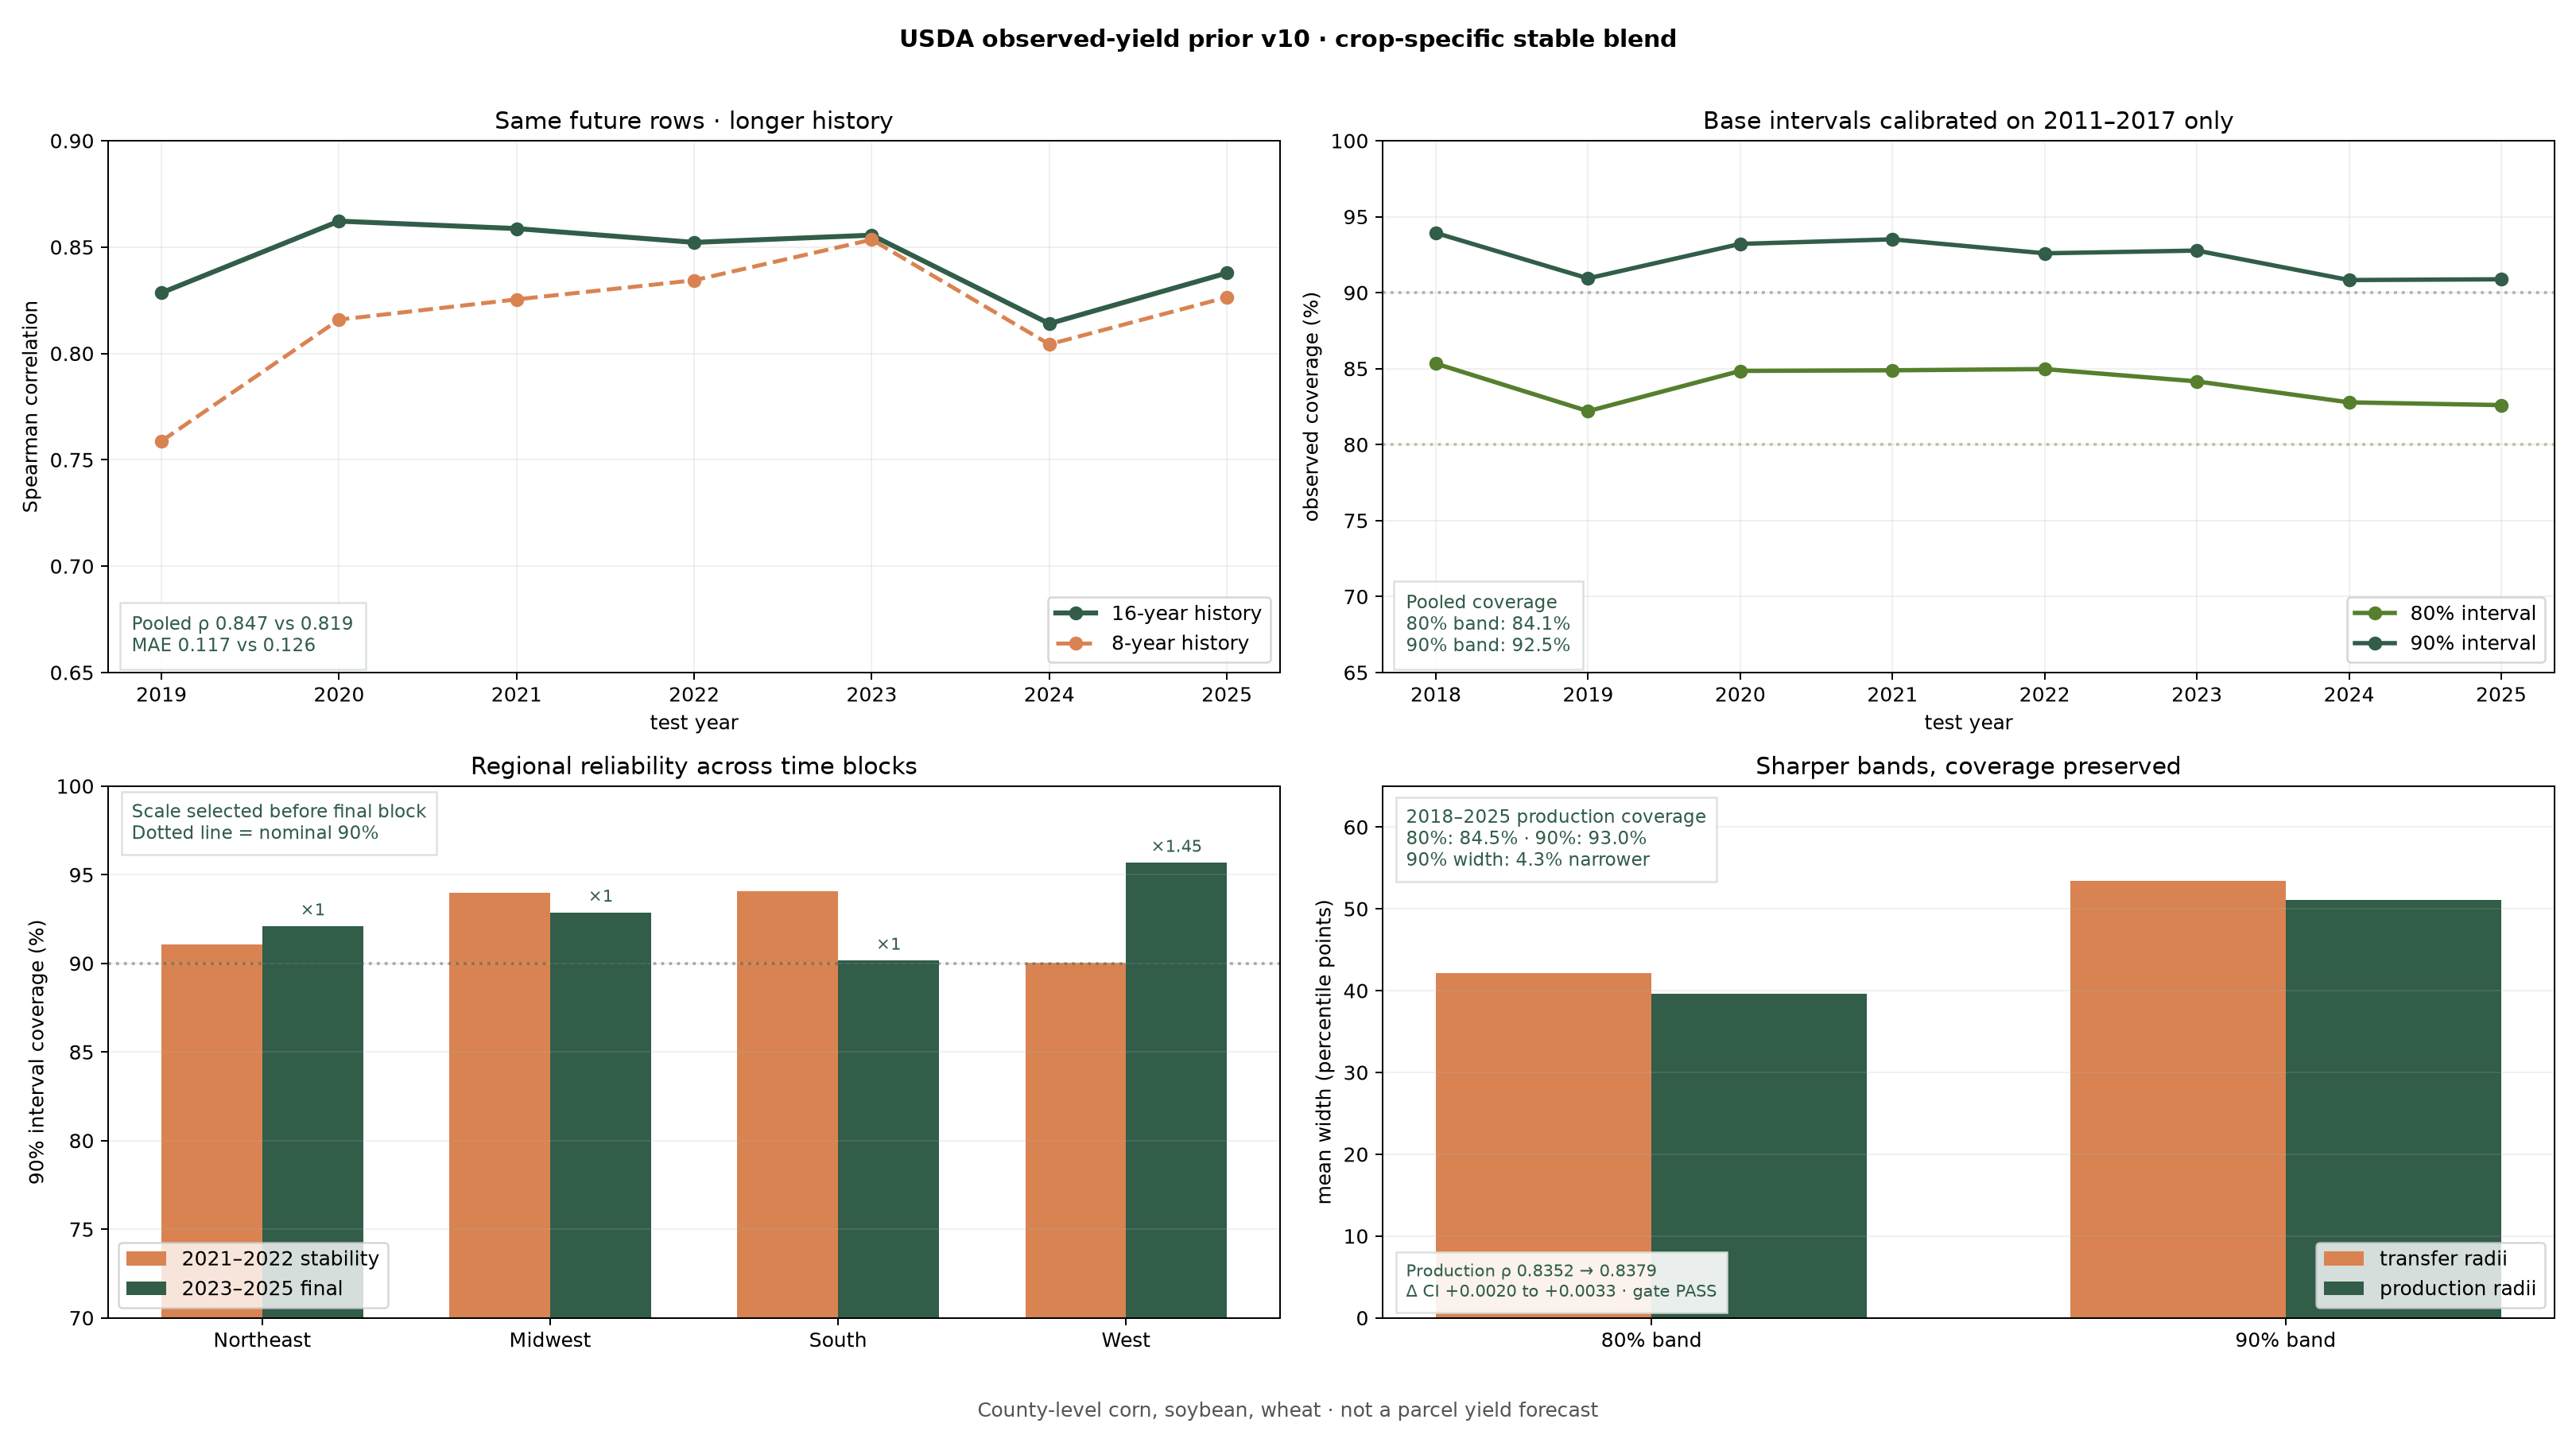 USDA observed-yield prior v10 · crop-specific stable blend
Same future rows · longer history
Spearman correlation
0.90
0.85
0.80
0.75
0.70
0.65
Pooled ρ 0.847 vs 0.819
MAE 0.117 vs 0.126
16-year history
8-year history
2019 2020 2021 2022 2023 2024 2025
test year
Base intervals calibrated on 2011–2017 only
observed coverage (%)
100
95
90
85
80
75
70
65
Pooled coverage
80% band: 84.1%
90% band: 92.5%
80% interval
90% interval
2018 2019 2020 2021 2022 2023 2024 2025
test year
Regional reliability across time blocks
90% interval coverage (%)
100
95
90
85
80
75
70
Scale selected before final block
Dotted line = nominal 90%
×1
×1
×1
×1.45
2021–2022 stability
2023–2025 final
Northeast Midwest South West
Sharper bands, coverage preserved
mean width (percentile points)
60
50
40
30
20
10
0
2018–2025 production coverage
80%: 84.5% · 90%: 93.0%
90% width: 4.3% narrower
Production ρ 0.8352 → 0.8379
Δ CI +0.0020 to +0.0033 · gate PASS
transfer radii
production radii
80% band 90% band
County-level corn, soybean, wheat · not a parcel yield forecast